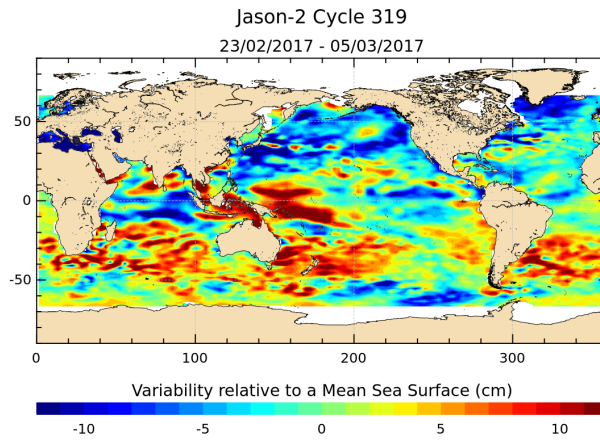 Jason-2 Cycle 319
23/02/2017 - 05/03/2017
50
0
-50
0 100 200 300
Variability relative to a Mean Sea Surface (cm)
-10 -5 0 5 10